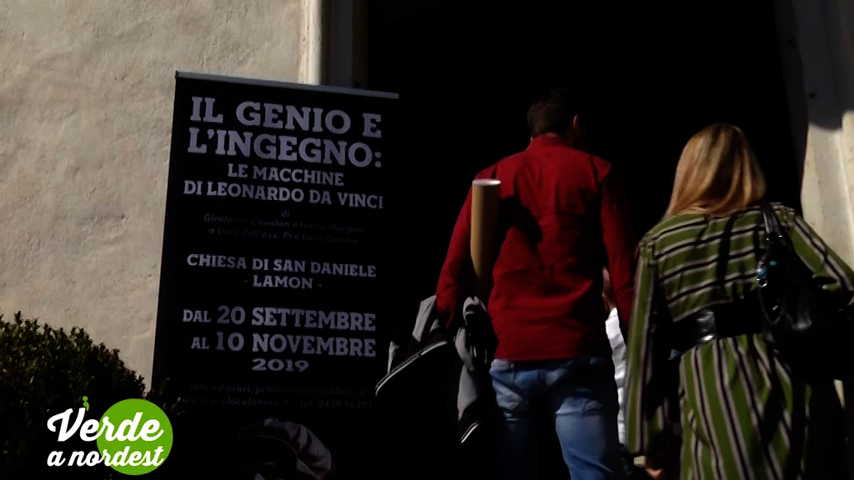 IL GENIO E
L'INGEGNO:
LE MACCHINE
DI LEONARDO DA VINCI
di
CHIESA DI SAN DANIELE
- LAMON -
DAL 20 SETTEMBRE
AL 10 NOVEMBRE
2019
Verde
a nordest